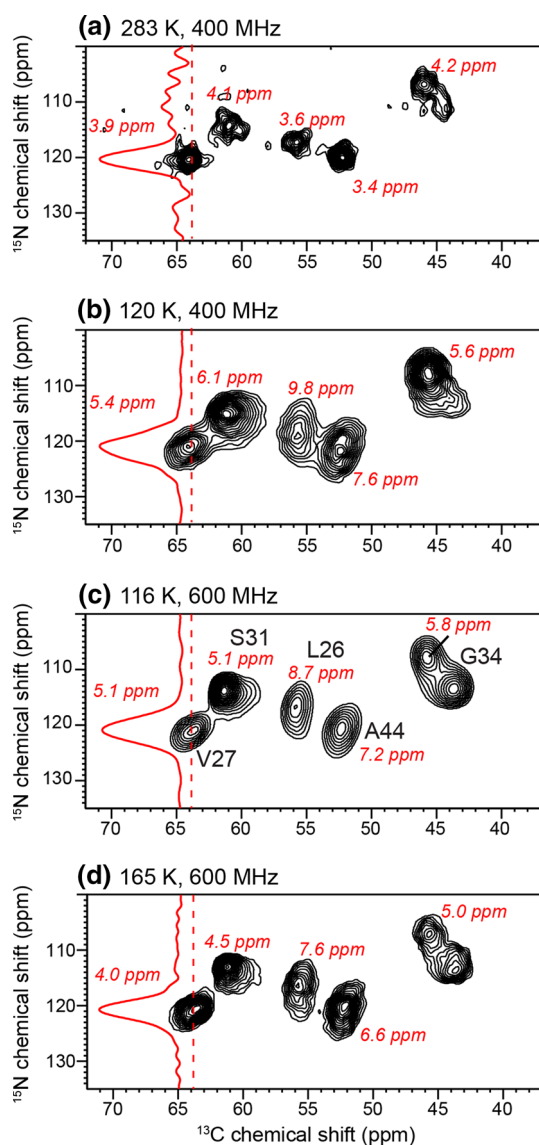 (a) 283 K, 400 MHz
4.2 ppm
4.1 ppm
3.9 ppm
3.6 ppm
3.4 ppm
110
120
130
15N chemical shift (ppm)
70 65 60 55 50 45 40
(b) 120 K, 400 MHz
5.6 ppm
6.1 ppm
9.8 ppm
5.4 ppm
7.6 ppm
110
120
130
15N chemical shift (ppm)
70 65 60 55 50 45 40
(c) 116 K, 600 MHz
5.8 ppm
S31
L26
G34
5.1 ppm
8.7 ppm
5.1 ppm
V27
A44
7.2 ppm
110
120
130
15N chemical shift (ppm)
70 65 60 55 50 45 40
(d) 165 K, 600 MHz
5.0 ppm
4.5 ppm
7.6 ppm
4.0 ppm
6.6 ppm
110
120
130
15N chemical shift (ppm)
70 65 60 55 50 45 40
13C chemical shift (ppm)